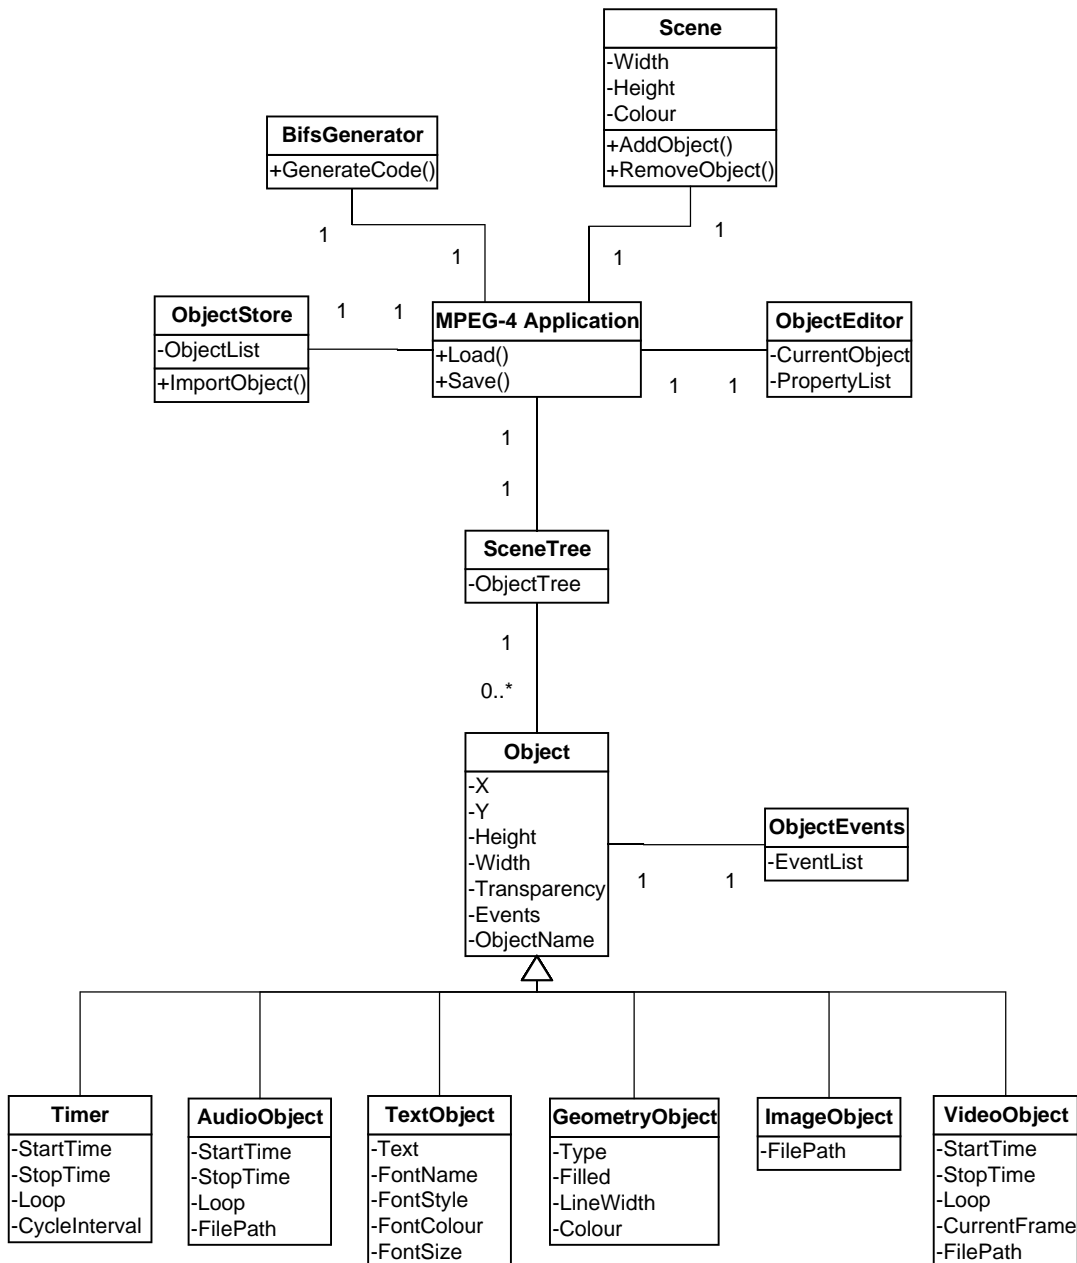 Scene
-Width
-Height
-Colour
+AddObject()
+RemoveObject()
BifsGenerator
+GenerateCode()
1
1
1
1
ObjectStore
-ObjectList
+ImportObject()
1
1
MPEG-4 Application
+Load()
+Save()
ObjectEditor
-CurrentObject
-PropertyList
1
1
1
1
SceneTree
-ObjectTree
1
0..*
Object
-X
-Y
-Height
-Width
-Transparency
-Events
-ObjectName
ObjectEvents
-EventList
1
1
Timer
-StartTime
-StopTime
-Loop
-CycleInterval
AudioObject
-StartTime
-StopTime
-Loop
-FilePath
TextObject
-Text
-FontName
-FontStyle
-FontColour
-FontSize
GeometryObject
-Type
-Filled
-LineWidth
-Colour
ImageObject
-FilePath
VideoObject
-StartTime
-StopTime
-Loop
-CurrentFrame
-FilePath